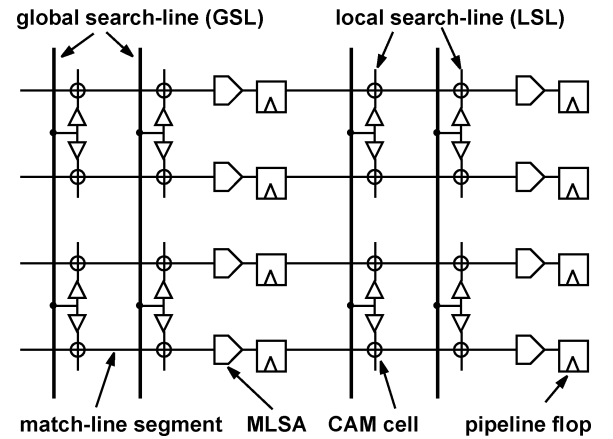 global search-line (GSL)
local search-line (LSL)
match-line segment
MLSA
CAM cell
pipeline flop